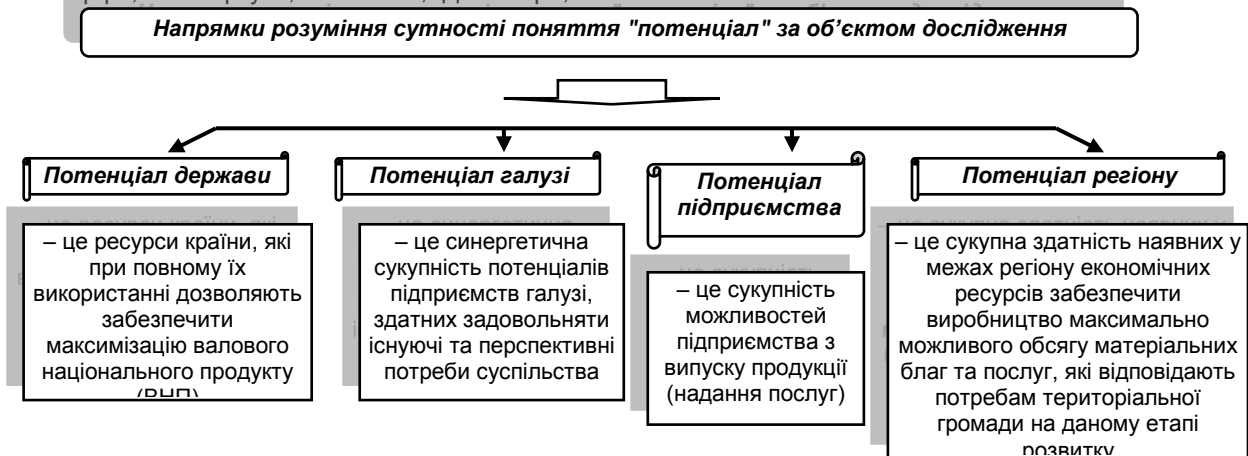 Напрямки розуміння сутності поняття "потенціал" за об’єктом дослідження
Потенціал держави
– це ресурси країни, які
при повному їх
використанні дозволяють
забезпечити
максимізацію валового
національного продукту
(ВНП)
Потенціал галузі
– це синергетична
сукупність потенціалів
підприємств галузі,
здатних задовольняти
існуючі та перспективні
потреби суспільства
Потенціал
підприємства
– це сукупність
можливостей
підприємства з
випуску продукції
(надання послуг)
Потенціал регіону
– це сукупна здатність наявних у
межах регіону економічних
ресурсів забезпечити
виробництво максимально
можливого обсягу матеріальних
благ та послуг, які відповідають
потребам територіальної
громади на даному етапі
розвитку